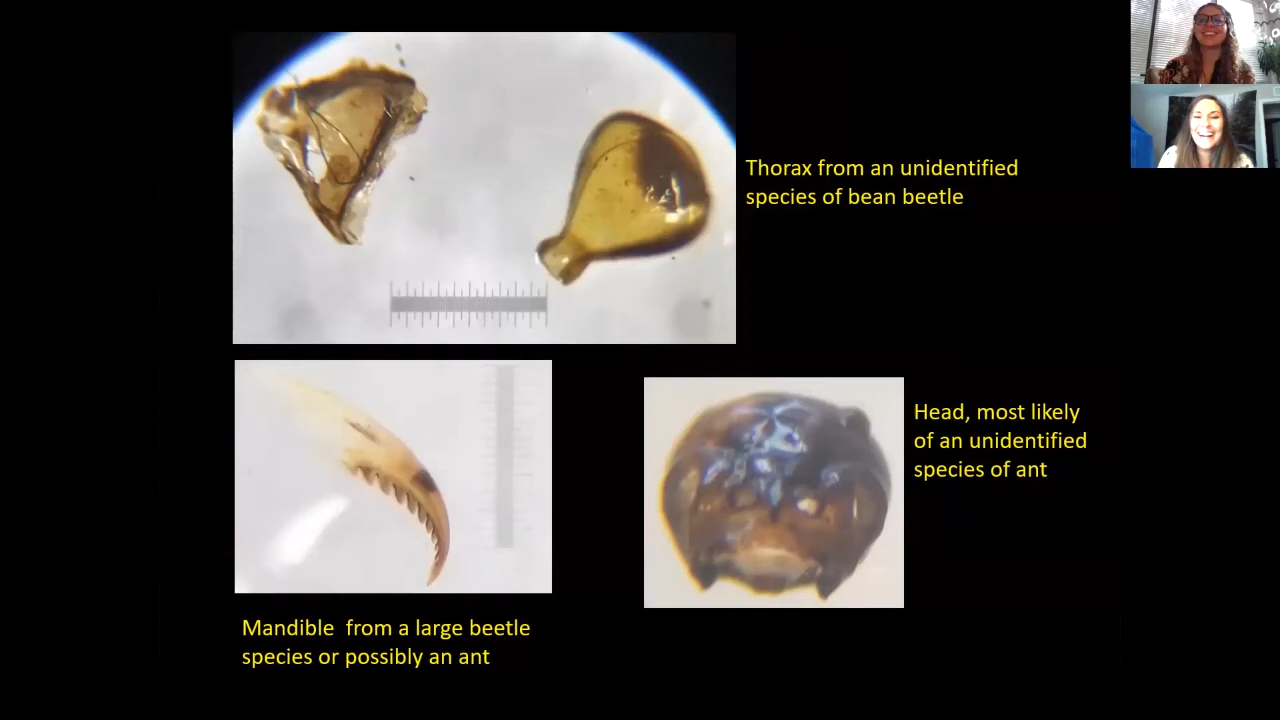 Thorax from an unidentified
species of bean beetle
Head, most likely
of an unidentified
species of ant
Mandible  from a large beetle
species or possibly an ant